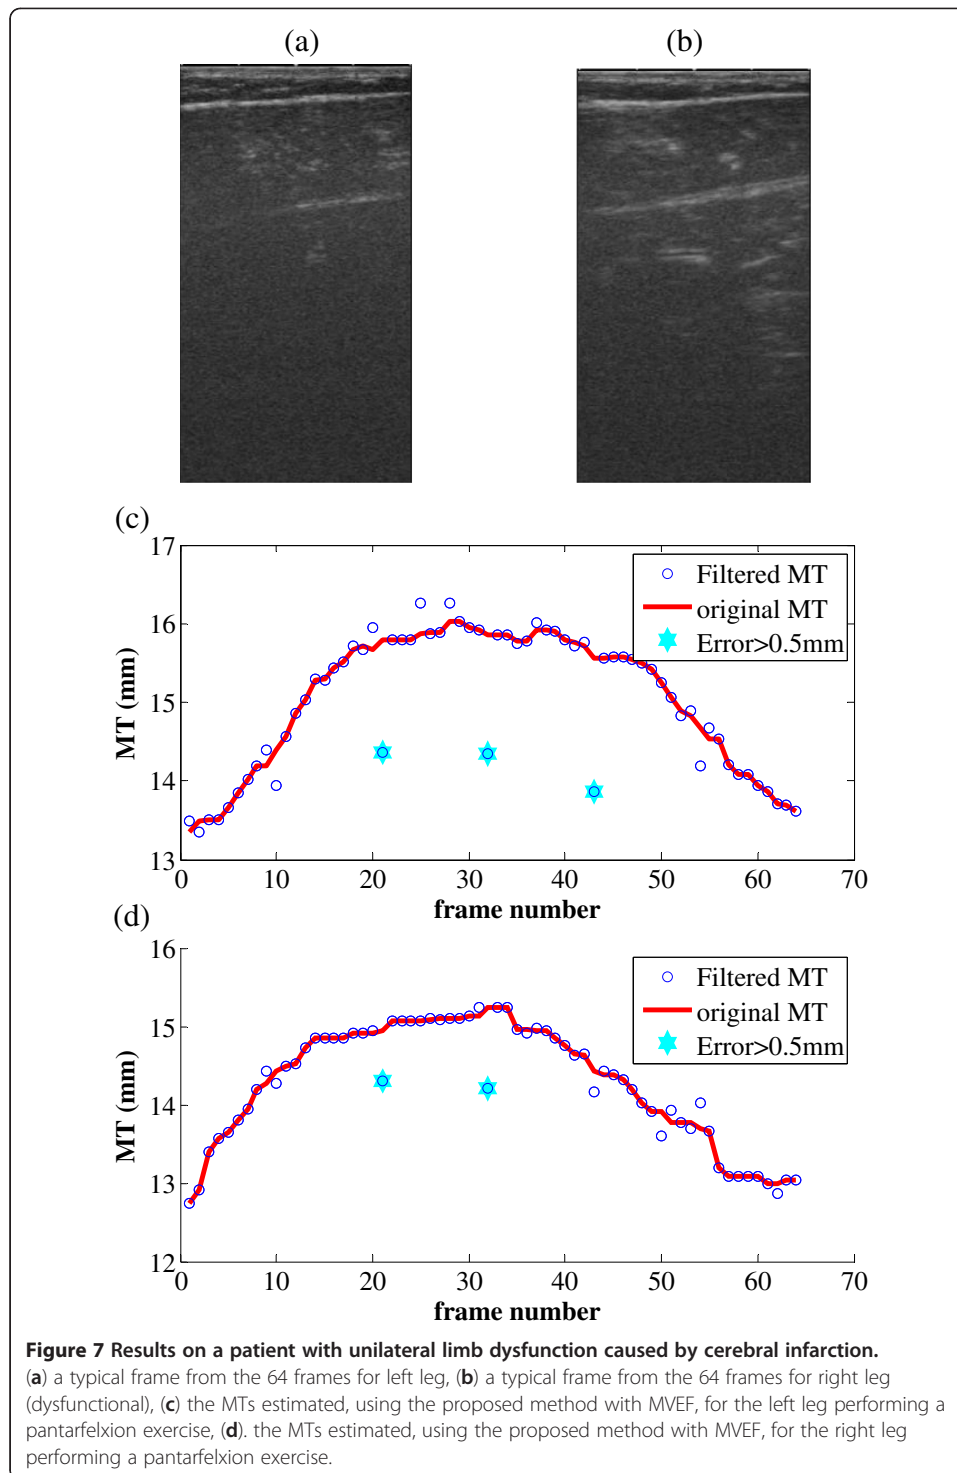 (a)
(b)
(c)
17
16
15
14
13
MT (mm)
Filtered MT
original MT
Error>0.5mm
0 10 20 30 40 50 60 70
frame number
(d)
16
15
14
13
12
MT (mm)
Filtered MT
original MT
Error>0.5mm
0 10 20 30 40 50 60 70
frame number
Figure 7 Results on a patient with unilateral limb dysfunction caused by cerebral infarction.
(a) a typical frame from the 64 frames for left leg, (b) a typical frame from the 64 frames for right leg
(dysfunctional), (c) the MTs estimated, using the proposed method with MVEF, for the left leg performing a
pantarfelxion exercise, (d). the MTs estimated, using the proposed method with MVEF, for the right leg
performing a pantarfelxion exercise.